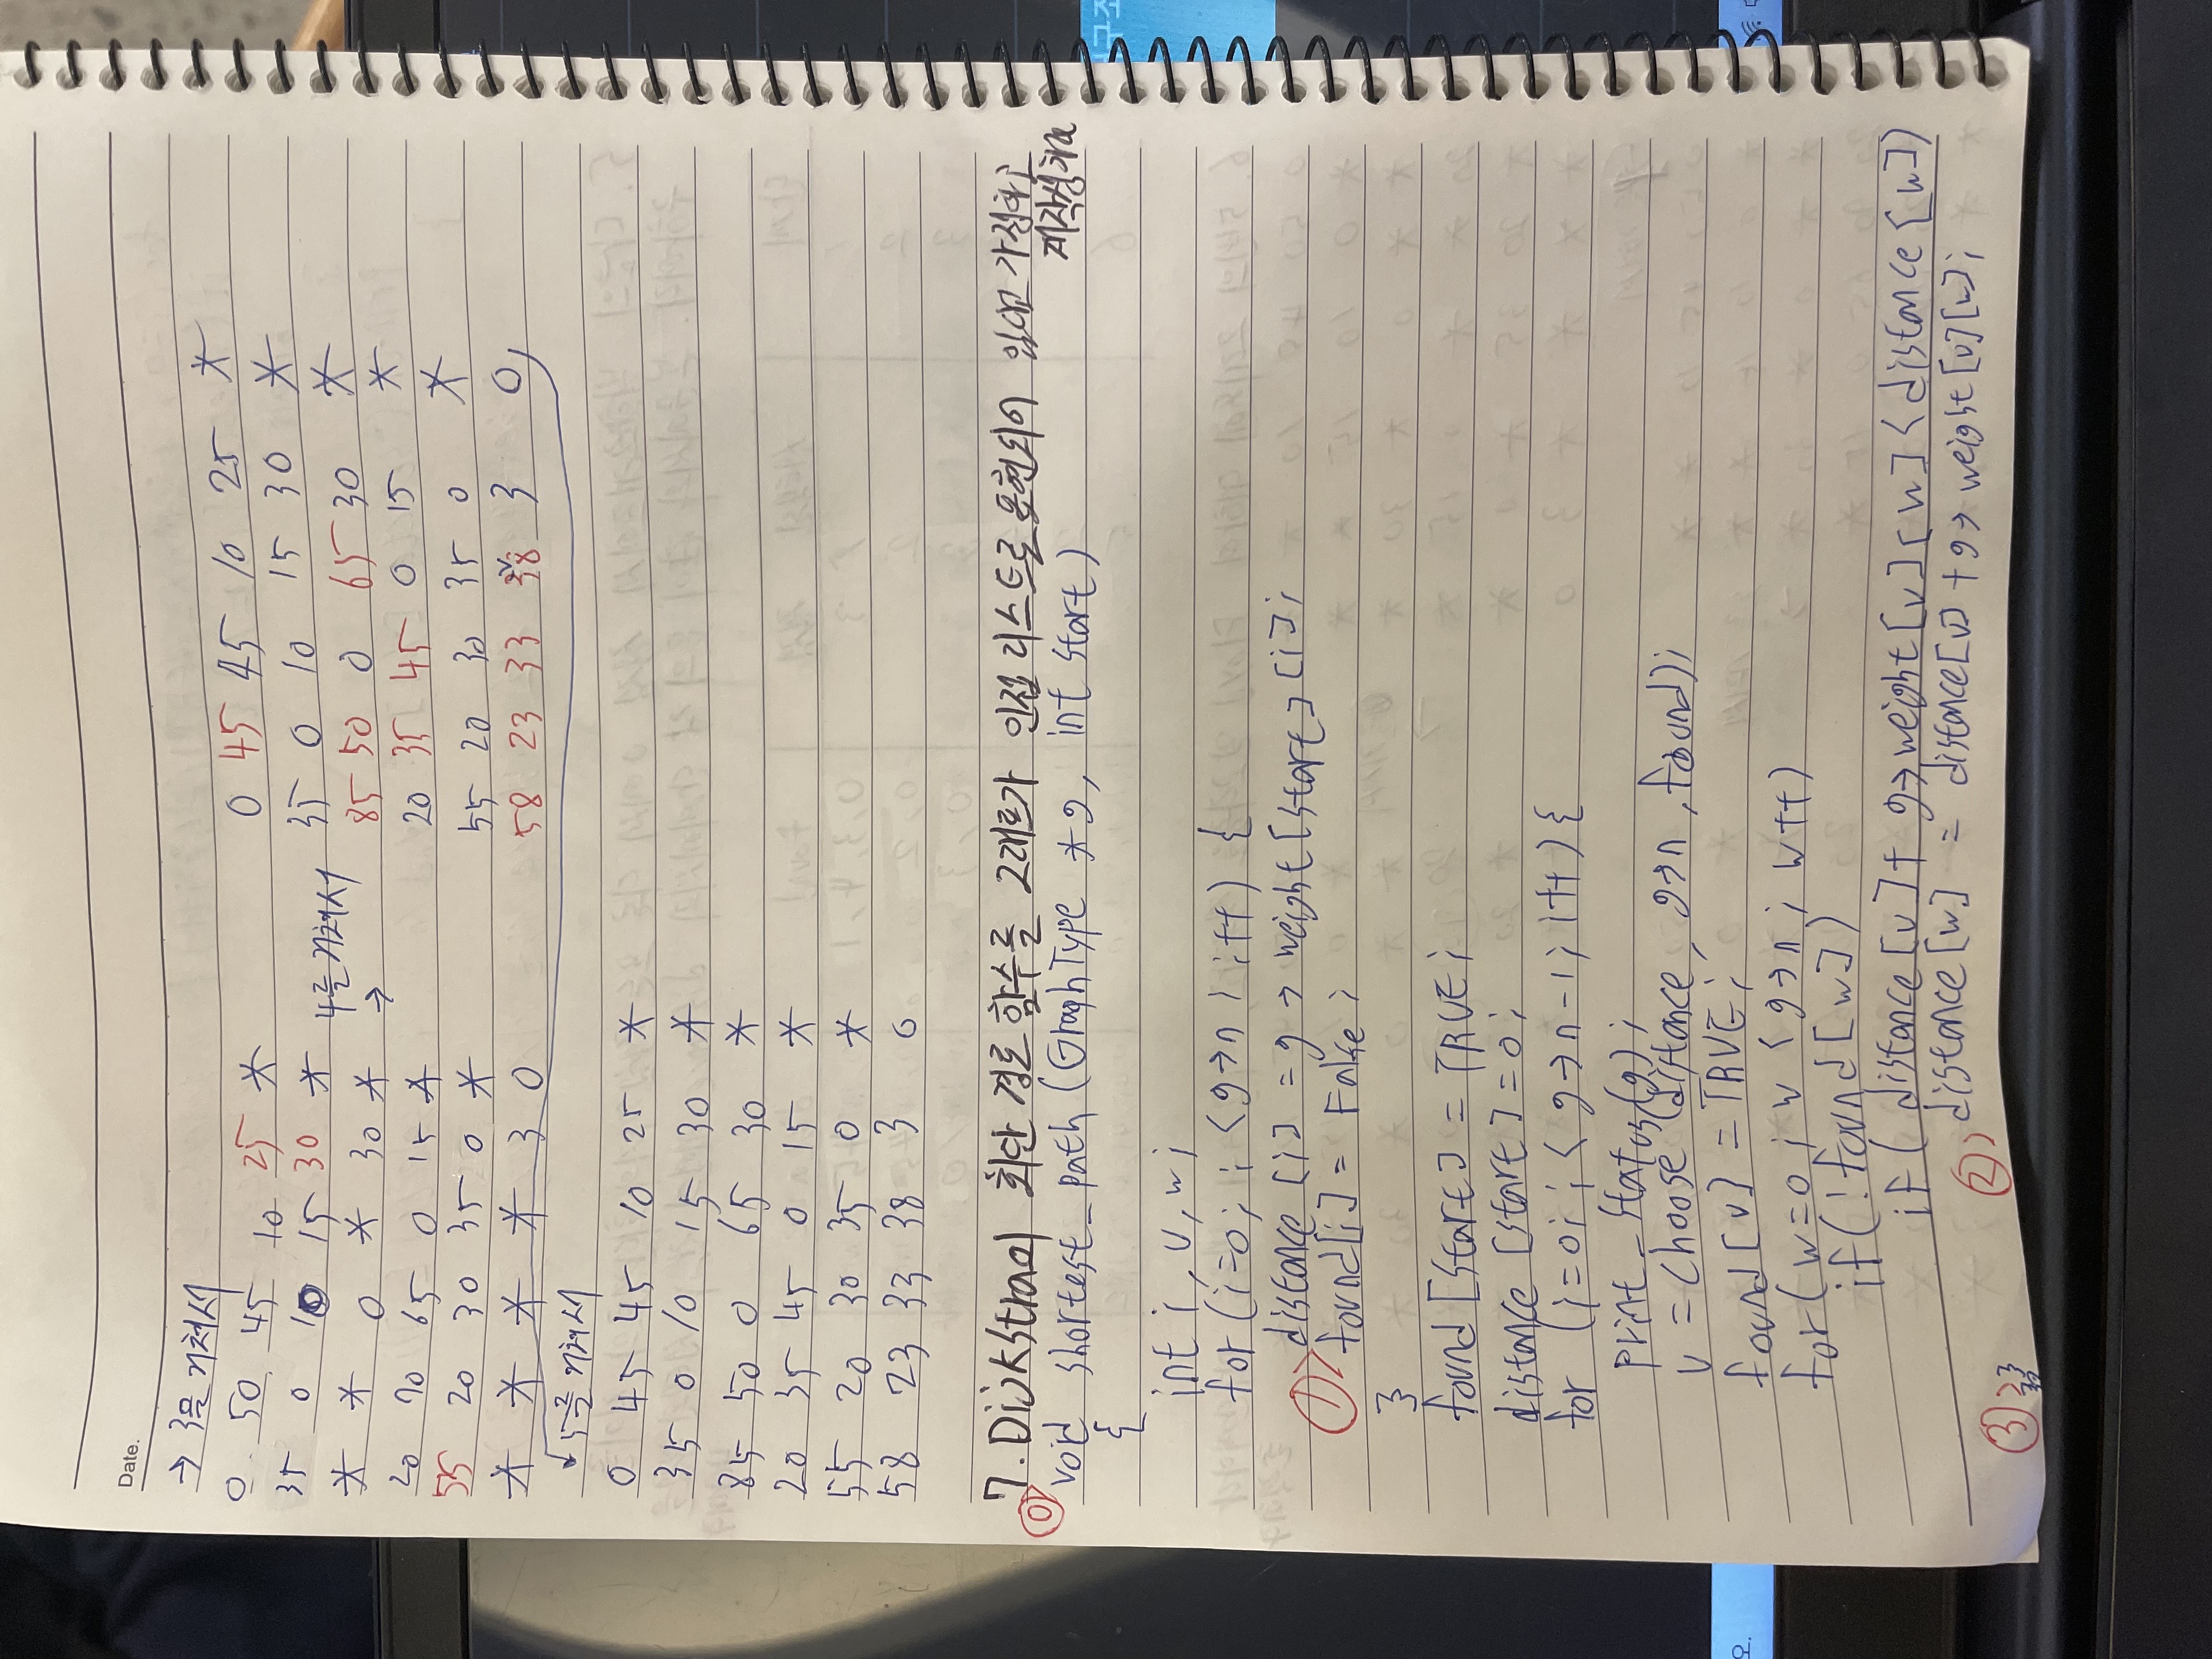 Date.
→ 3을 거쳐서
0 50 45 10 25 *
35 0 10 15 30 *
* * 0 * 30 *
20 70 65 0 15 *
55 20 30 35 0 *
* * * * 3 0
4를 거쳐서
→
0 45 45 10 25 *
35 0 10 15 30 *
85 50 0 65 30 *
20 35 45 0 15 *
55 20 30 35 0 *
58 23 33 38 3 0
5를 거쳐서
0 45 45 10 25 *
35 0 10 15 30 *
85 50 0 65 30 *
20 35 45 0 15 *
55 20 30 35 0 *
58 23 33 38 3 0
7. Dijkstra의 최단 경로 함수를 그래프가 인접 리스트로 표현되어 있다고 가정하고
재작성하라
⓪ void shortest_path (GraphType *g, int start)
{
int i, v, w;
for (i=0; i < g→n ; i++) {
distance [i] = g → weight [start] [i];
①> found[i] = False;
}
found [start] = TRUE;
distance [start] = 0;
for (i=0; i < g→n-1; i++) {
print_status(g);
v = choose (distance, g→n, found);
found [v] = TRUE;
for (w=0; w < g→n; w++)
if (!found [w])
if (distance [v] + g→weight [v] [w] < distance [w])
②> distance [w] = distance [v] + g→ weight [v] [w];
③ }}
구조
오.